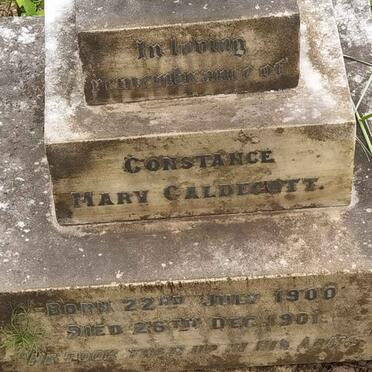 In loving
remembrance of
CONSTANCE
MARY CALDECOTT.
BORN 22ND JULY 1900
DIED 26TH DEC. 1901.
"HE TOOK THEM UP IN HIS ARMS"